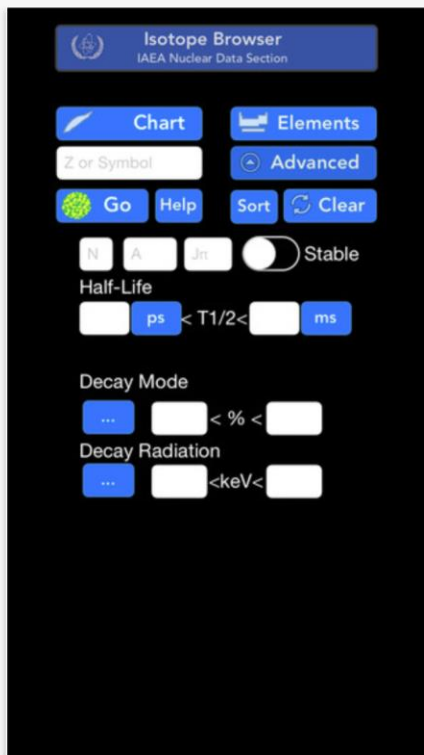 Isotope Browser
IAEA Nuclear Data Section
Chart Elements
Z or Symbol Advanced
Go Help Sort Clear
N A Jπ Stable
Half-Life
ps < T1/2< ms
Decay Mode
... < % <
Decay Radiation
... <keV<